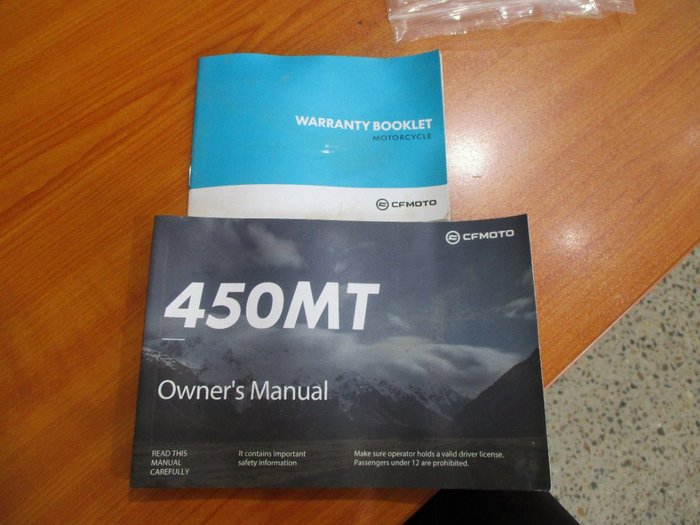 WARRANTY BOOKLET
MOTORCYCLE
CFMOTO
CFMOTO
450MT
Owner's Manual
READ THIS
MANUAL
CAREFULLY
It contains important
safety information
Make sure operator holds a valid driver license.
Passengers under 12 are prohibited.